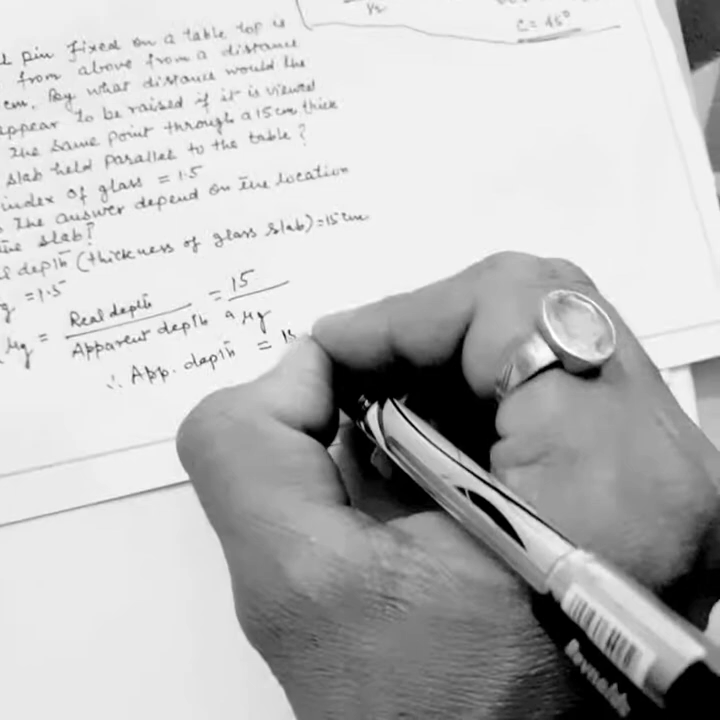 √2
c = 45°
pin fixed on a table top is
from above from a distance
cm. By what distance would the
appear to be raised if it is viewed
the same point through a 15 cm thick
slab held parallel to the table?
index of glass = 1.5
the answer depend on the location
slab?
depth (thickness of glass slab) = 15 cm
g = 1.5
μg = Real depth / Apparent depth = 15 / aμg
∴ App. depth = 15
Reynolds